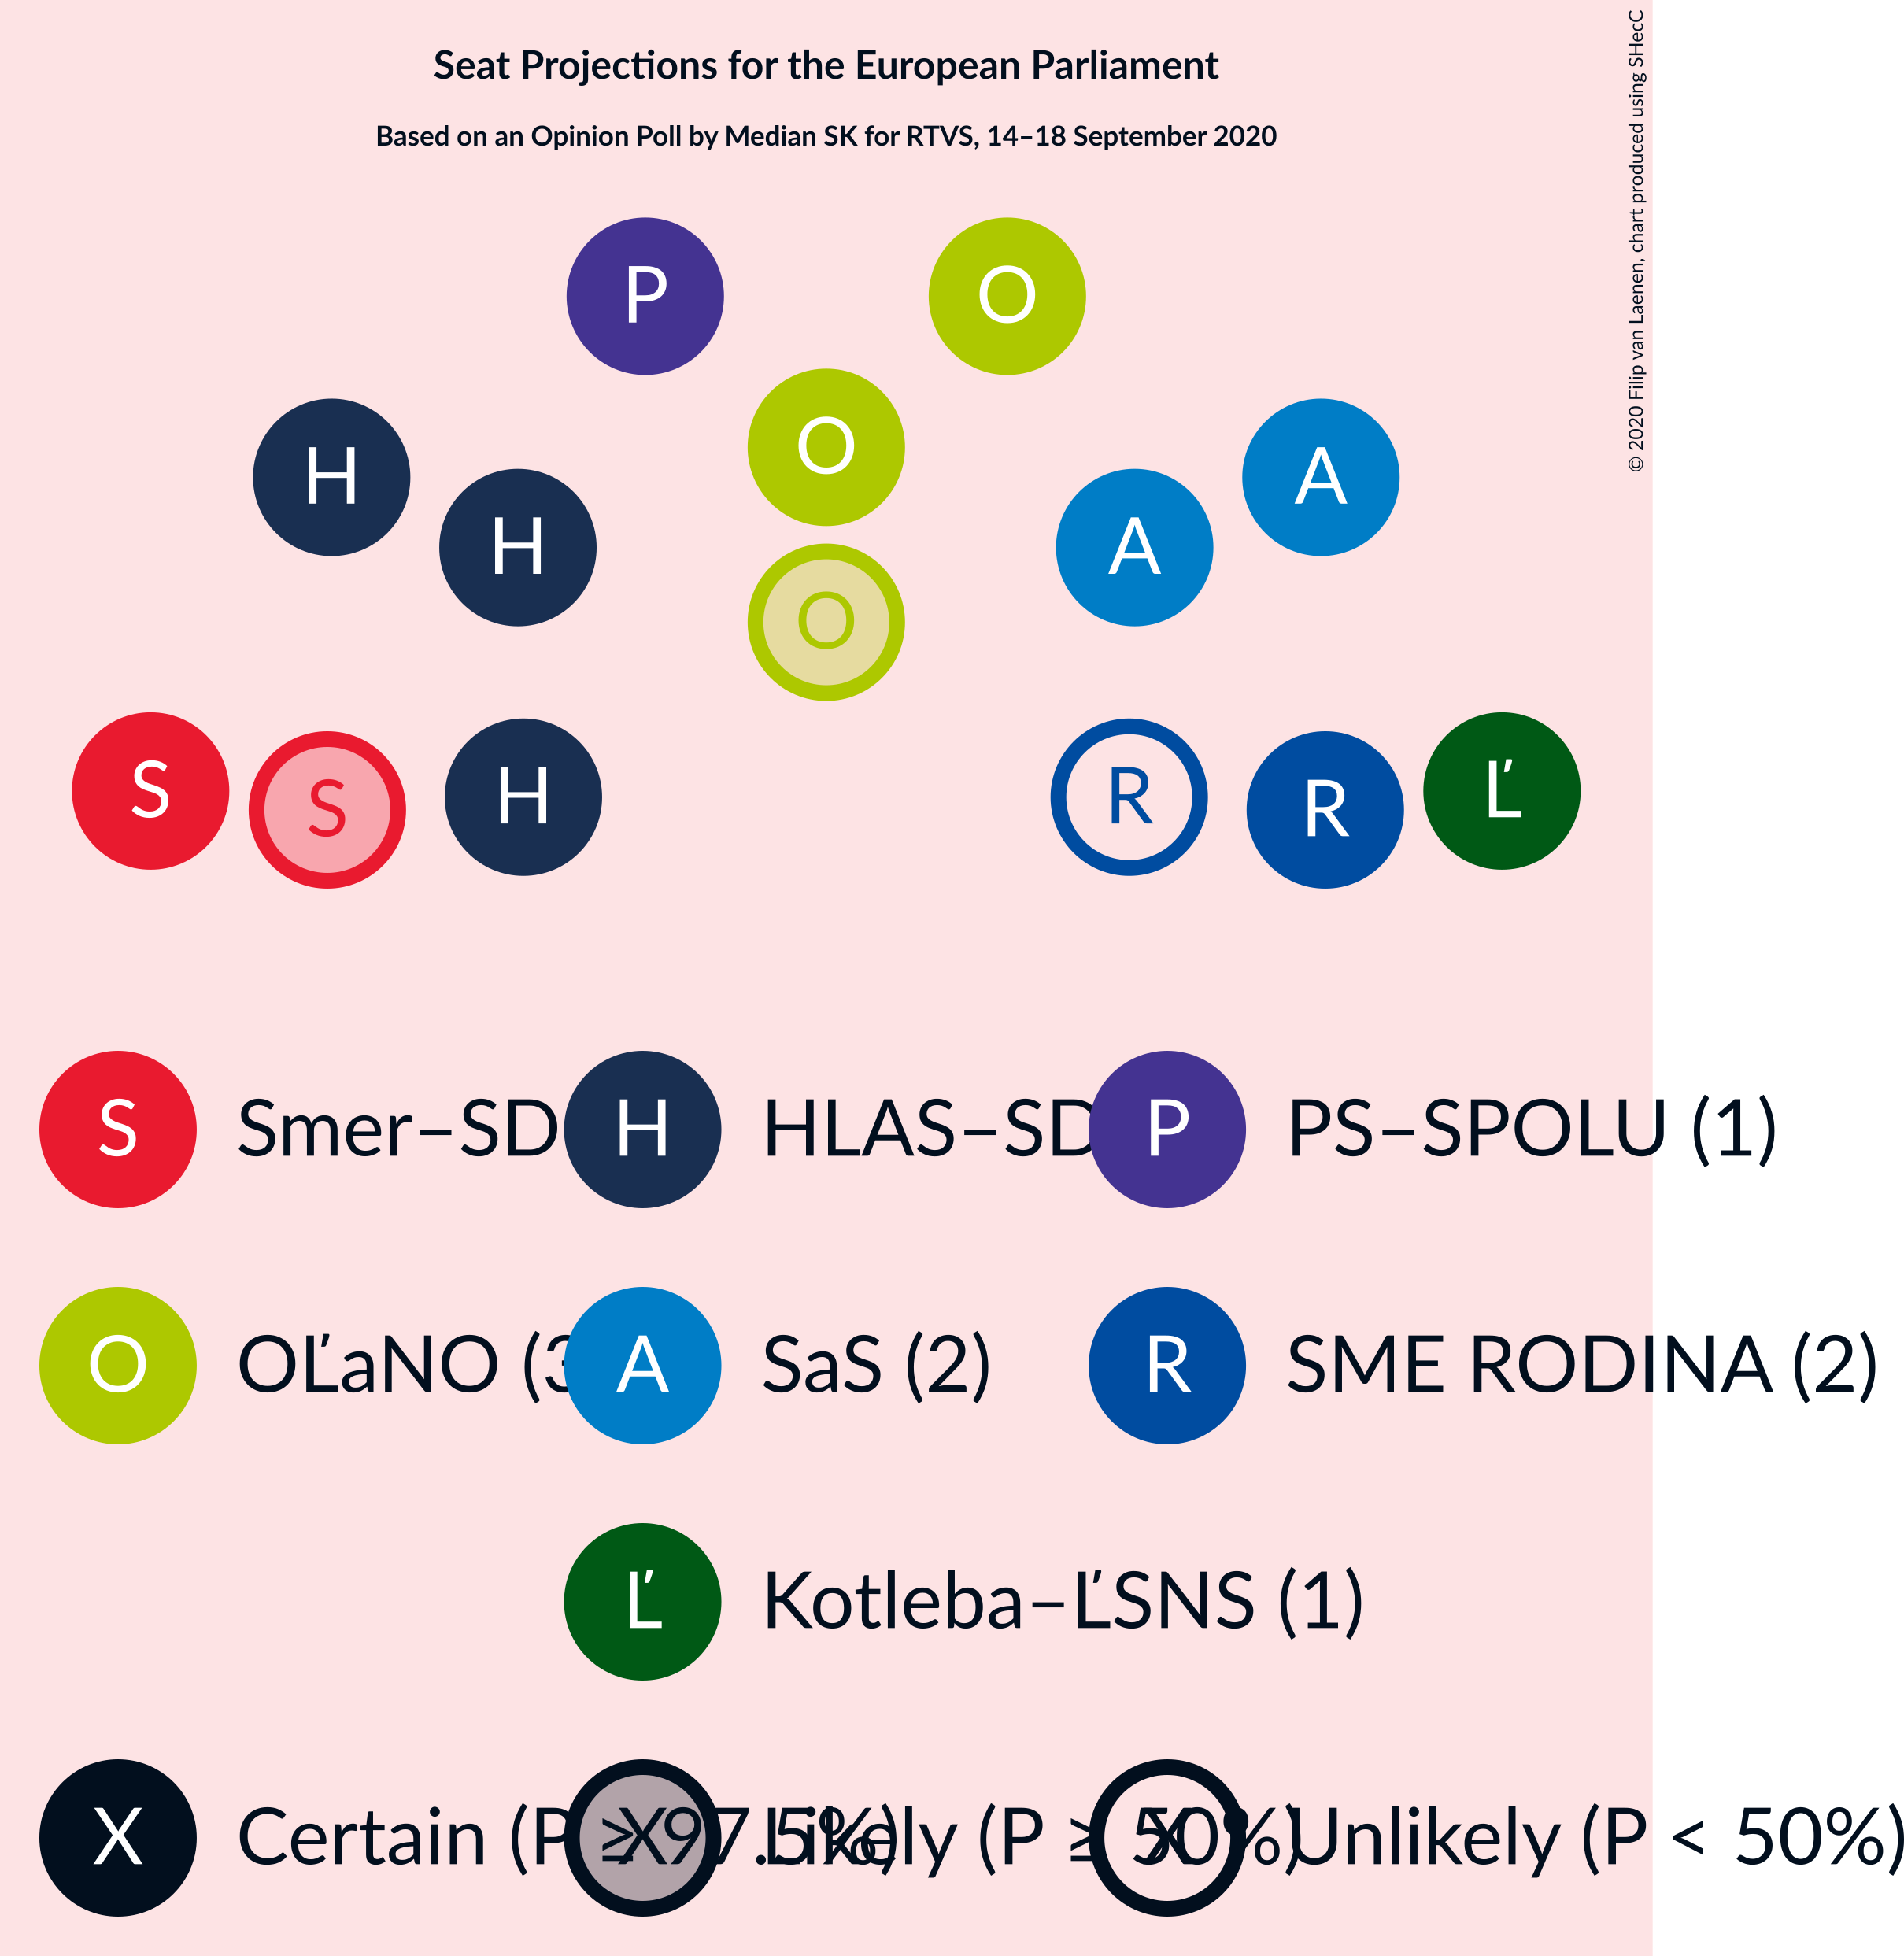 Seat Projections for the European Parliament
Based on an Opinion Poll by Median SK for RTVS, 14–18 September 2020
© 2020 Filip van Laenen, chart produced using SHecC
P O
H O A
H A
O
S S H R R Ľ
S Smer–SD H HLAS–SD P PS–SPOLU (1)
O OĽaNO (3 A SaS (2) R SME RODINA (2)
Ľ Kotleba–ĽSNS (1)
X Certain (P ≥ 97.5%) X Likely (P ≥ 50%) X Unlikely (P < 50%)